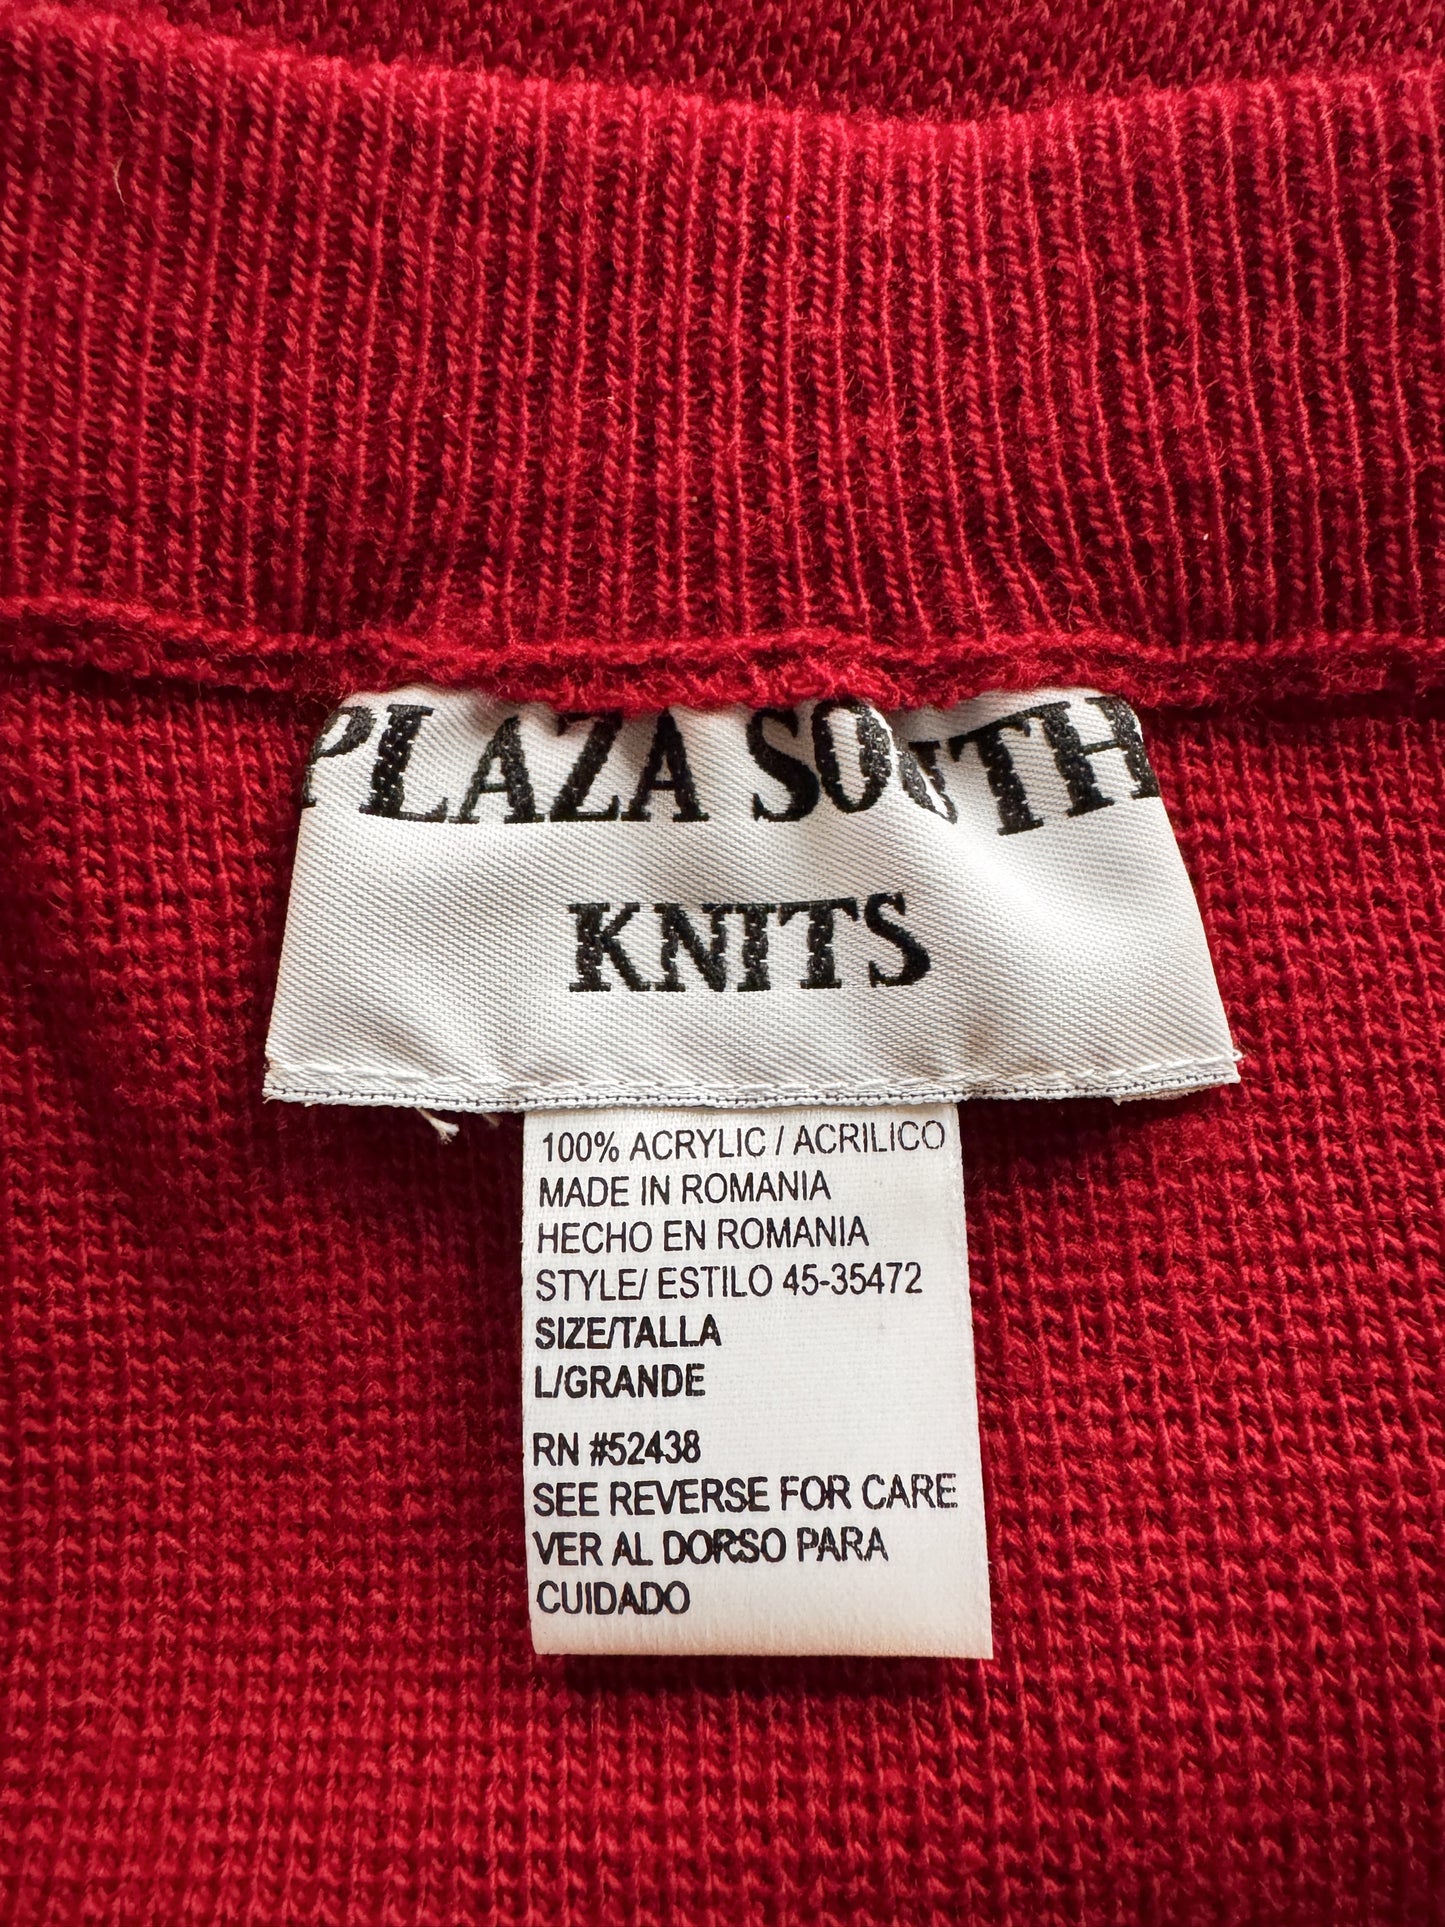 PLAZA SOUTH
KNITS
100% ACRYLIC / ACRILICO
MADE IN ROMANIA
HECHO EN ROMANIA
STYLE/ ESTILO 45-35472
SIZE/TALLA
L/GRANDE
RN #52438
SEE REVERSE FOR CARE
VER AL DORSO PARA
CUIDADO